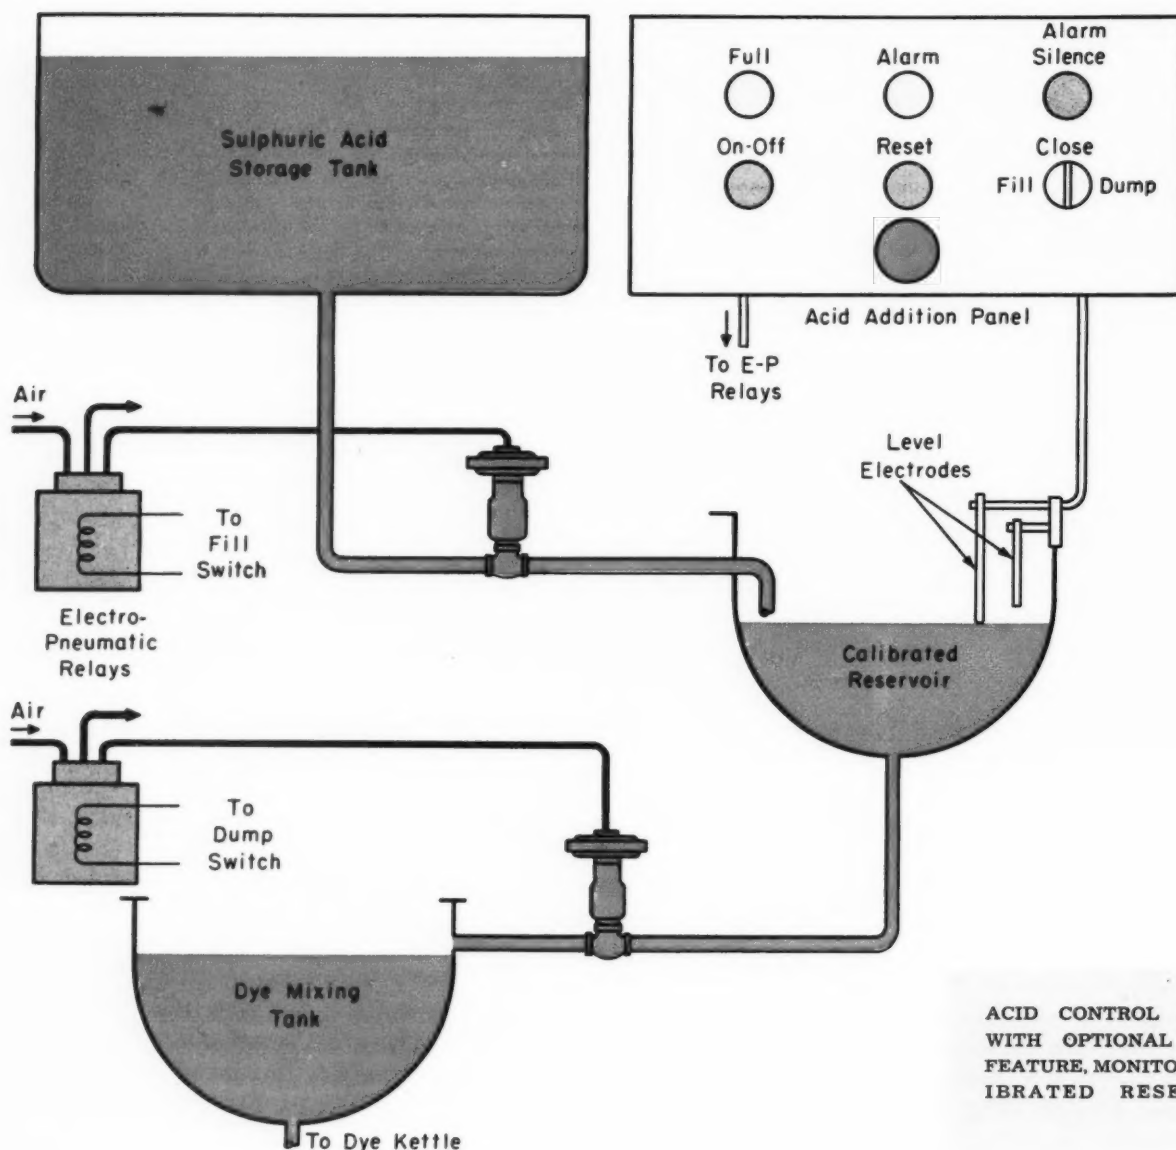 Sulphuric Acid
Storage Tank
Full
Alarm
Alarm
Silence
On-Off
Reset
Close
Fill
Dump
Acid Addition Panel
To E-P
Relays
Air
To
Fill
Switch
Electro-
Pneumatic
Relays
Level
Electrodes
Calibrated
Reservoir
Air
To
Dump
Switch
Dye Mixing
Tank
To Dye Kettle
ACID CONTROL
WITH OPTIONAL
FEATURE, MONITO
IBRATED RESE